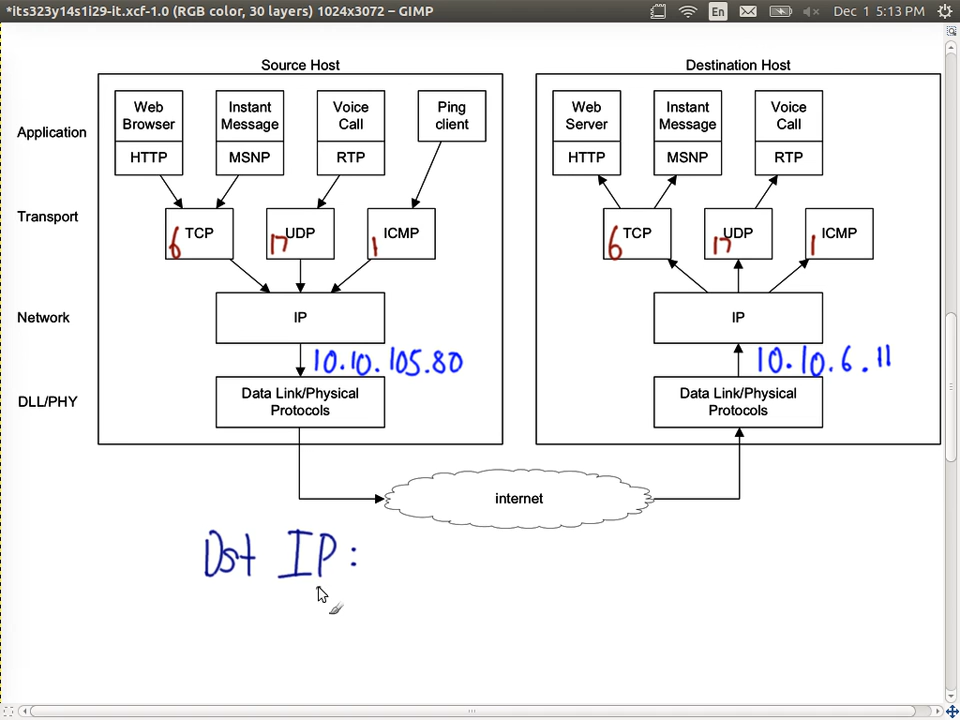 *its323y14s1i29-it.xcf-1.0 (RGB color, 30 layers) 1024x3072 – GIMP
En
Dec 1 5:13 PM
Source Host
Destination Host
Application
Web Browser
HTTP
Instant Message
MSNP
Voice Call
RTP
Ping client
Web Server
HTTP
Instant Message
MSNP
Voice Call
RTP
Transport
6 TCP
17 UDP
1 ICMP
6 TCP
17 UDP
1 ICMP
Network
IP
IP
10.10.105.80
10.10.6.11
DLL/PHY
Data Link/Physical
Protocols
Data Link/Physical
Protocols
internet
Dst IP: